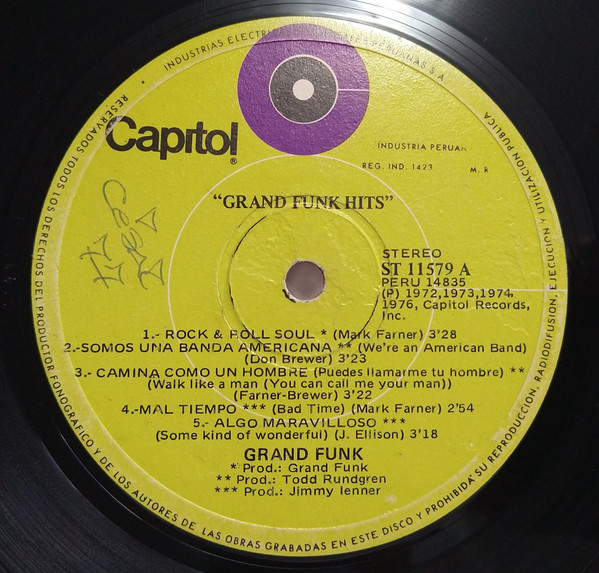 INDUSTRIAS ELECTRI PERUANAS S.A.
Capitol
®
INDUSTRIA PERUAN
REG. IND. 1423 M. R
"GRAND FUNK HITS"
STEREO
ST 11579 A
PERU 14835
(P) 1972,1973,1974,
1976, Capitol Records,
Inc.
1.- ROCK & ROLL SOUL * (Mark Farner) 3'28
2.-SOMOS UNA BANDA AMERICANA ** (We're an American Band)
(Don Brewer) 3'23
3.- CAMINA COMO UN HOMBRE (Puedes llamarme tu hombre) **
(Walk like a man (You can call me your man))
(Farner-Brewer) 3'22
4.-MAL TIEMPO *** (Bad Time) (Mark Farner) 2'54
5.- ALGO MARAVILLOSO ***
(Some kind of wonderful) (J. Ellison) 3'18
GRAND FUNK
* Prod.: Grand Funk
** Prod.: Todd Rundgren
*** Prod.: Jimmy Ienner
RESERVADOS TODOS LOS DERECHOS DEL PRODUCTOR FONOGRAFICO Y DE LOS AUTORES DE LAS OBRAS GRABADAS EN ESTE DISCO Y PROHIBIDA SU REPRODUCCION, RADIODIFUSION, EJECUCION Y UTILIZACION PUBLICA